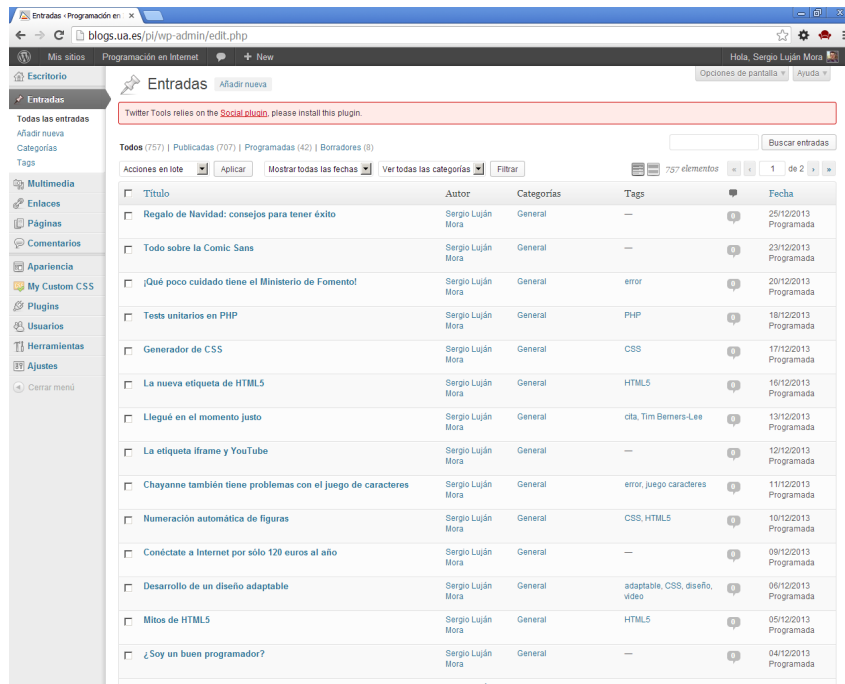 Entradas ‹ Programación en
blogs.ua.es/pi/wp-admin/edit.php
Mis sitios Programación en Internet + New Hola, Sergio Luján Mora
Escritorio
Entradas
Todas las entradas
Añadir nueva
Categorías
Tags
Multimedia
Enlaces
Páginas
Comentarios
Apariencia
My Custom CSS
Plugins
Usuarios
Herramientas
Ajustes
Cerrar menú
Opciones de pantalla Ayuda
Entradas Añadir nueva
Twitter Tools relies on the Social plugin, please install this plugin.
Todos (757) | Publicadas (707) | Programadas (42) | Borradores (8)
Buscar entradas
Acciones en lote Aplicar Mostrar todas las fechas Ver todas las categorías Filtrar 757 elementos « ‹ 1 de 2 › »
Título Autor Categorías Tags Fecha
Regalo de Navidad: consejos para tener éxito Sergio Luján General — 0 25/12/2013
Mora Programada
Todo sobre la Comic Sans Sergio Luján General — 0 23/12/2013
Mora Programada
¡Qué poco cuidado tiene el Ministerio de Fomento! Sergio Luján General error 0 20/12/2013
Mora Programada
Tests unitarios en PHP Sergio Luján General PHP 0 18/12/2013
Mora Programada
Generador de CSS Sergio Luján General CSS 0 17/12/2013
Mora Programada
La nueva etiqueta de HTML5 Sergio Luján General HTML5 0 16/12/2013
Mora Programada
Llegué en el momento justo Sergio Luján General cita, Tim Berners-Lee 0 13/12/2013
Mora Programada
La etiqueta iframe y YouTube Sergio Luján General — 0 12/12/2013
Mora Programada
Chayanne también tiene problemas con el juego de caracteres Sergio Luján General error, juego caracteres 0 11/12/2013
Mora Programada
Numeración automática de figuras Sergio Luján General CSS, HTML5 0 10/12/2013
Mora Programada
Conéctate a Internet por sólo 120 euros al año Sergio Luján General — 0 09/12/2013
Mora Programada
Desarrollo de un diseño adaptable Sergio Luján General adaptable, CSS, diseño, 0 06/12/2013
Mora video Programada
Mitos de HTML5 Sergio Luján General HTML5 0 05/12/2013
Mora Programada
¿Soy un buen programador? Sergio Luján General — 0 04/12/2013
Mora Programada